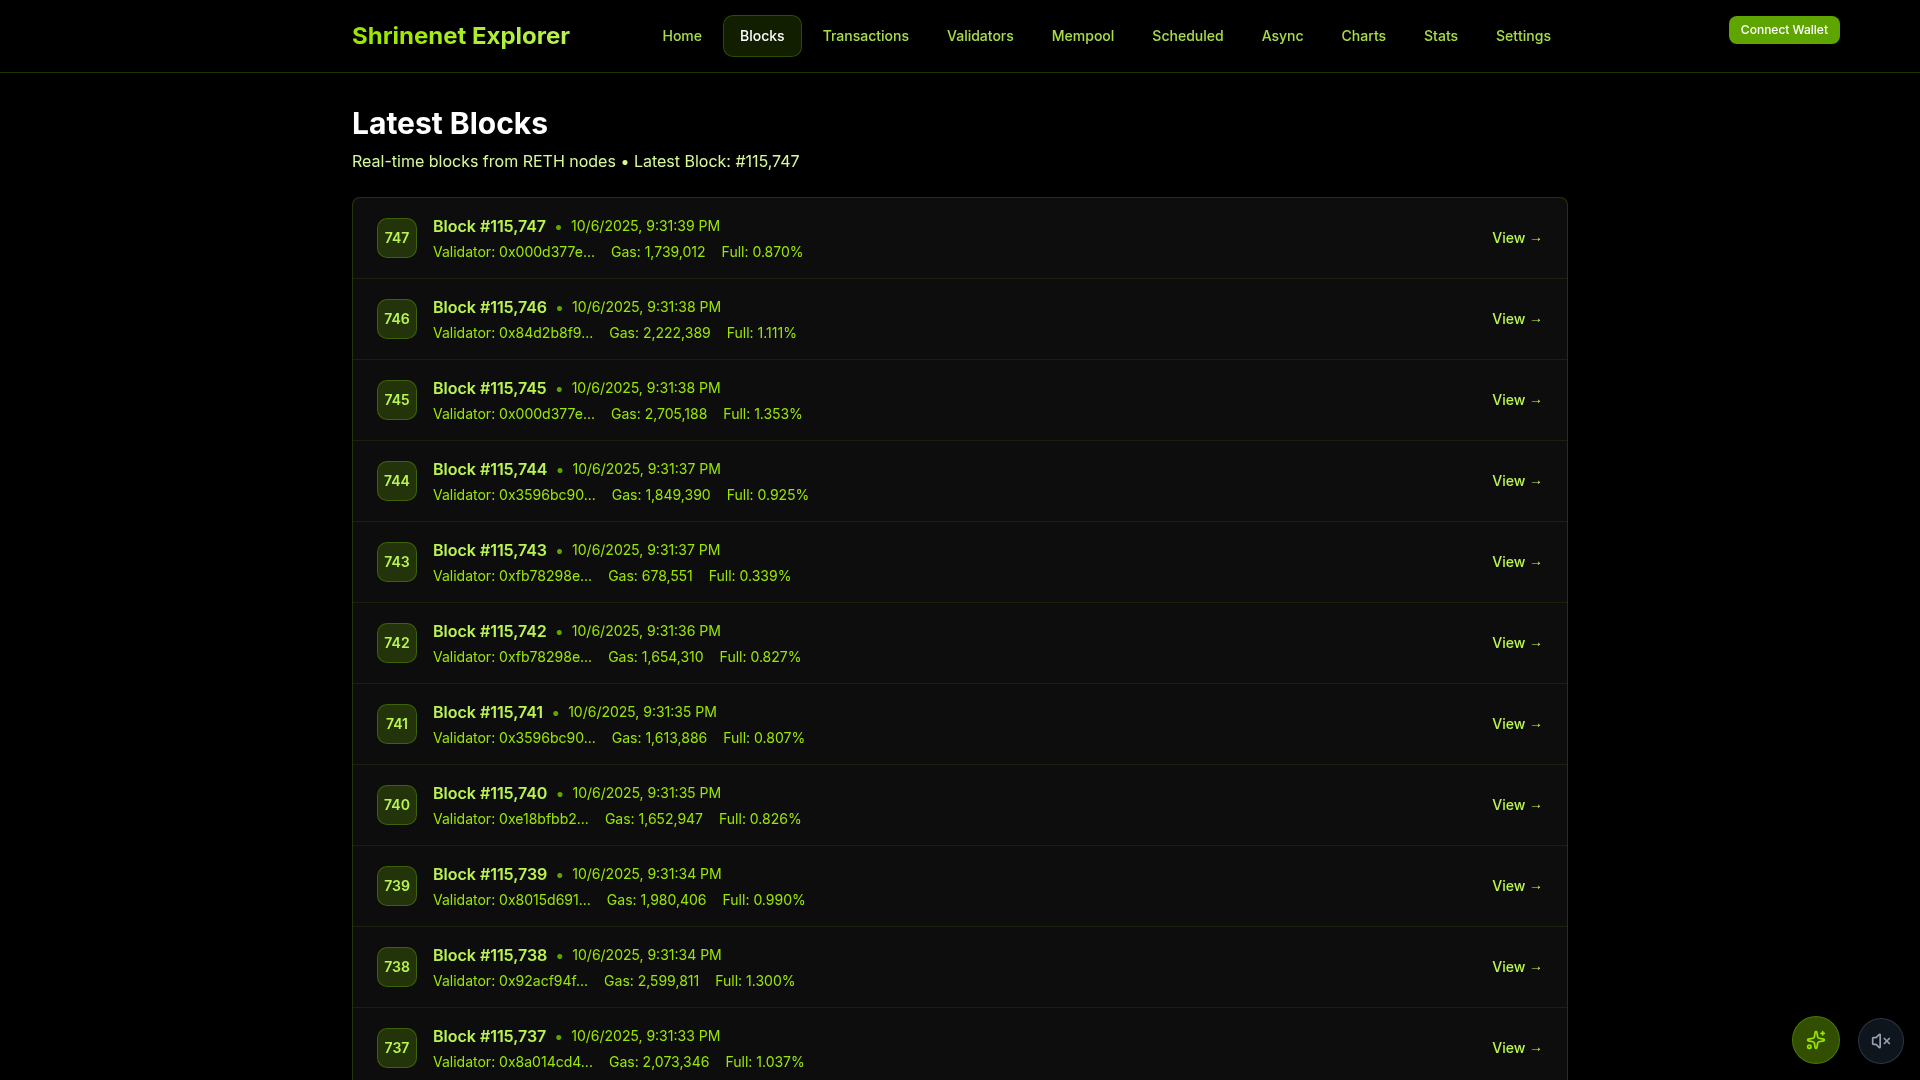 Shrinenet Explorer
Home Blocks Transactions Validators Mempool Scheduled Async Charts Stats Settings
Connect Wallet
Latest Blocks
Real-time blocks from RETH nodes • Latest Block: #115,747
747 Block #115,747 • 10/6/2025, 9:31:39 PM
Validator: 0x000d377e... Gas: 1,739,012 Full: 0.870%
View →
746 Block #115,746 • 10/6/2025, 9:31:38 PM
Validator: 0x84d2b8f9... Gas: 2,222,389 Full: 1.111%
View →
745 Block #115,745 • 10/6/2025, 9:31:38 PM
Validator: 0x000d377e... Gas: 2,705,188 Full: 1.353%
View →
744 Block #115,744 • 10/6/2025, 9:31:37 PM
Validator: 0x3596bc90... Gas: 1,849,390 Full: 0.925%
View →
743 Block #115,743 • 10/6/2025, 9:31:37 PM
Validator: 0xfb78298e... Gas: 678,551 Full: 0.339%
View →
742 Block #115,742 • 10/6/2025, 9:31:36 PM
Validator: 0xfb78298e... Gas: 1,654,310 Full: 0.827%
View →
741 Block #115,741 • 10/6/2025, 9:31:35 PM
Validator: 0x3596bc90... Gas: 1,613,886 Full: 0.807%
View →
740 Block #115,740 • 10/6/2025, 9:31:35 PM
Validator: 0xe18bfbb2... Gas: 1,652,947 Full: 0.826%
View →
739 Block #115,739 • 10/6/2025, 9:31:34 PM
Validator: 0x8015d691... Gas: 1,980,406 Full: 0.990%
View →
738 Block #115,738 • 10/6/2025, 9:31:34 PM
Validator: 0x92acf94f... Gas: 2,599,811 Full: 1.300%
View →
737 Block #115,737 • 10/6/2025, 9:31:33 PM
Validator: 0x8a014cd4... Gas: 2,073,346 Full: 1.037%
View →